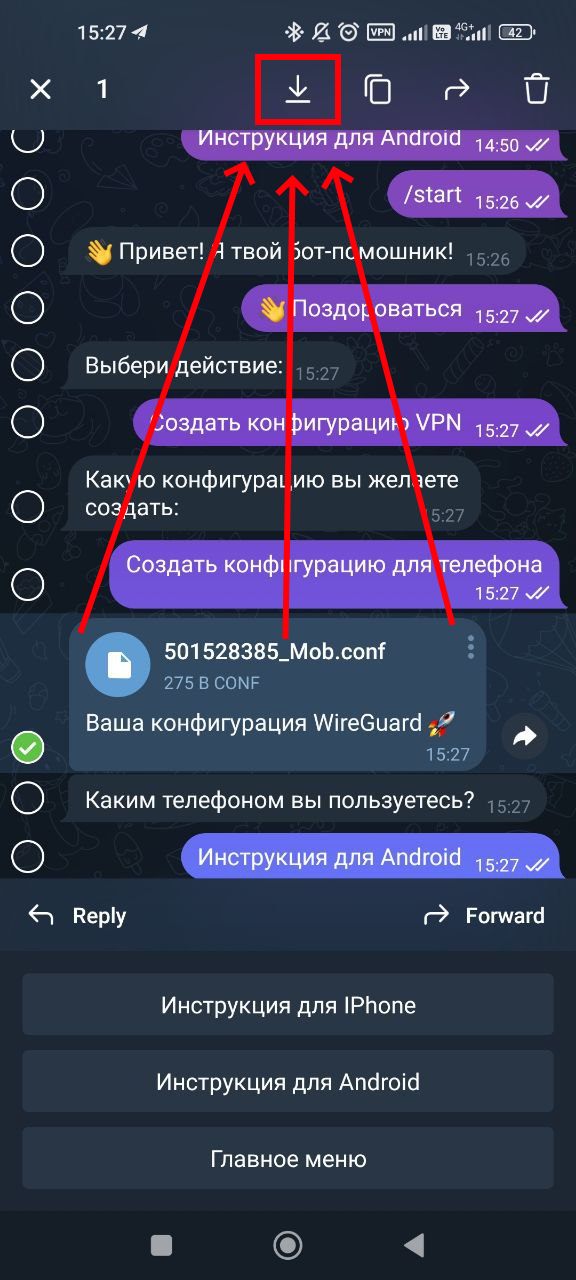 15:27
VPN
Vo LTE
4G+
42
1
Инструкция для Android 14:50
/start 15:26
👋 Привет! Я твой бот-помошник! 15:26
👋 Поздороваться 15:27
Выбери действие: 15:27
Создать конфигурацию VPN 15:27
Какую конфигурацию вы желаете
создать: 15:27
Создать конфигурацию для телефона
15:27
501528385_Mob.conf
275 B CONF
Ваша конфигурация WireGuard 🚀
15:27
Каким телефоном вы пользуетесь? 15:27
Инструкция для Android 15:27
Reply Forward
Инструкция для IPhone
Инструкция для Android
Главное меню